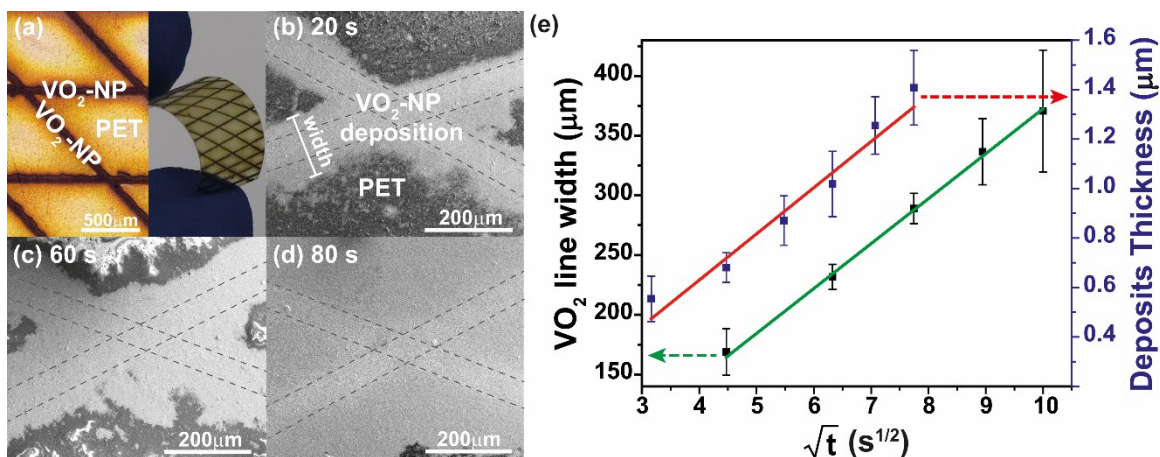 (a)
VO₂-NP
VO₂-NP
PET
500μm
(b) 20 s
VO₂-NP
deposition
width
PET
200μm
(c) 60 s
200μm
(d) 80 s
200μm
(e)
VO₂ line width (μm)
400
350
300
250
200
150
3 4 5 6 7 8 9 10
√t (s^{1/2})
1.6
1.4
1.2
1.0
0.8
0.6
0.4
Deposits Thickness (μm)